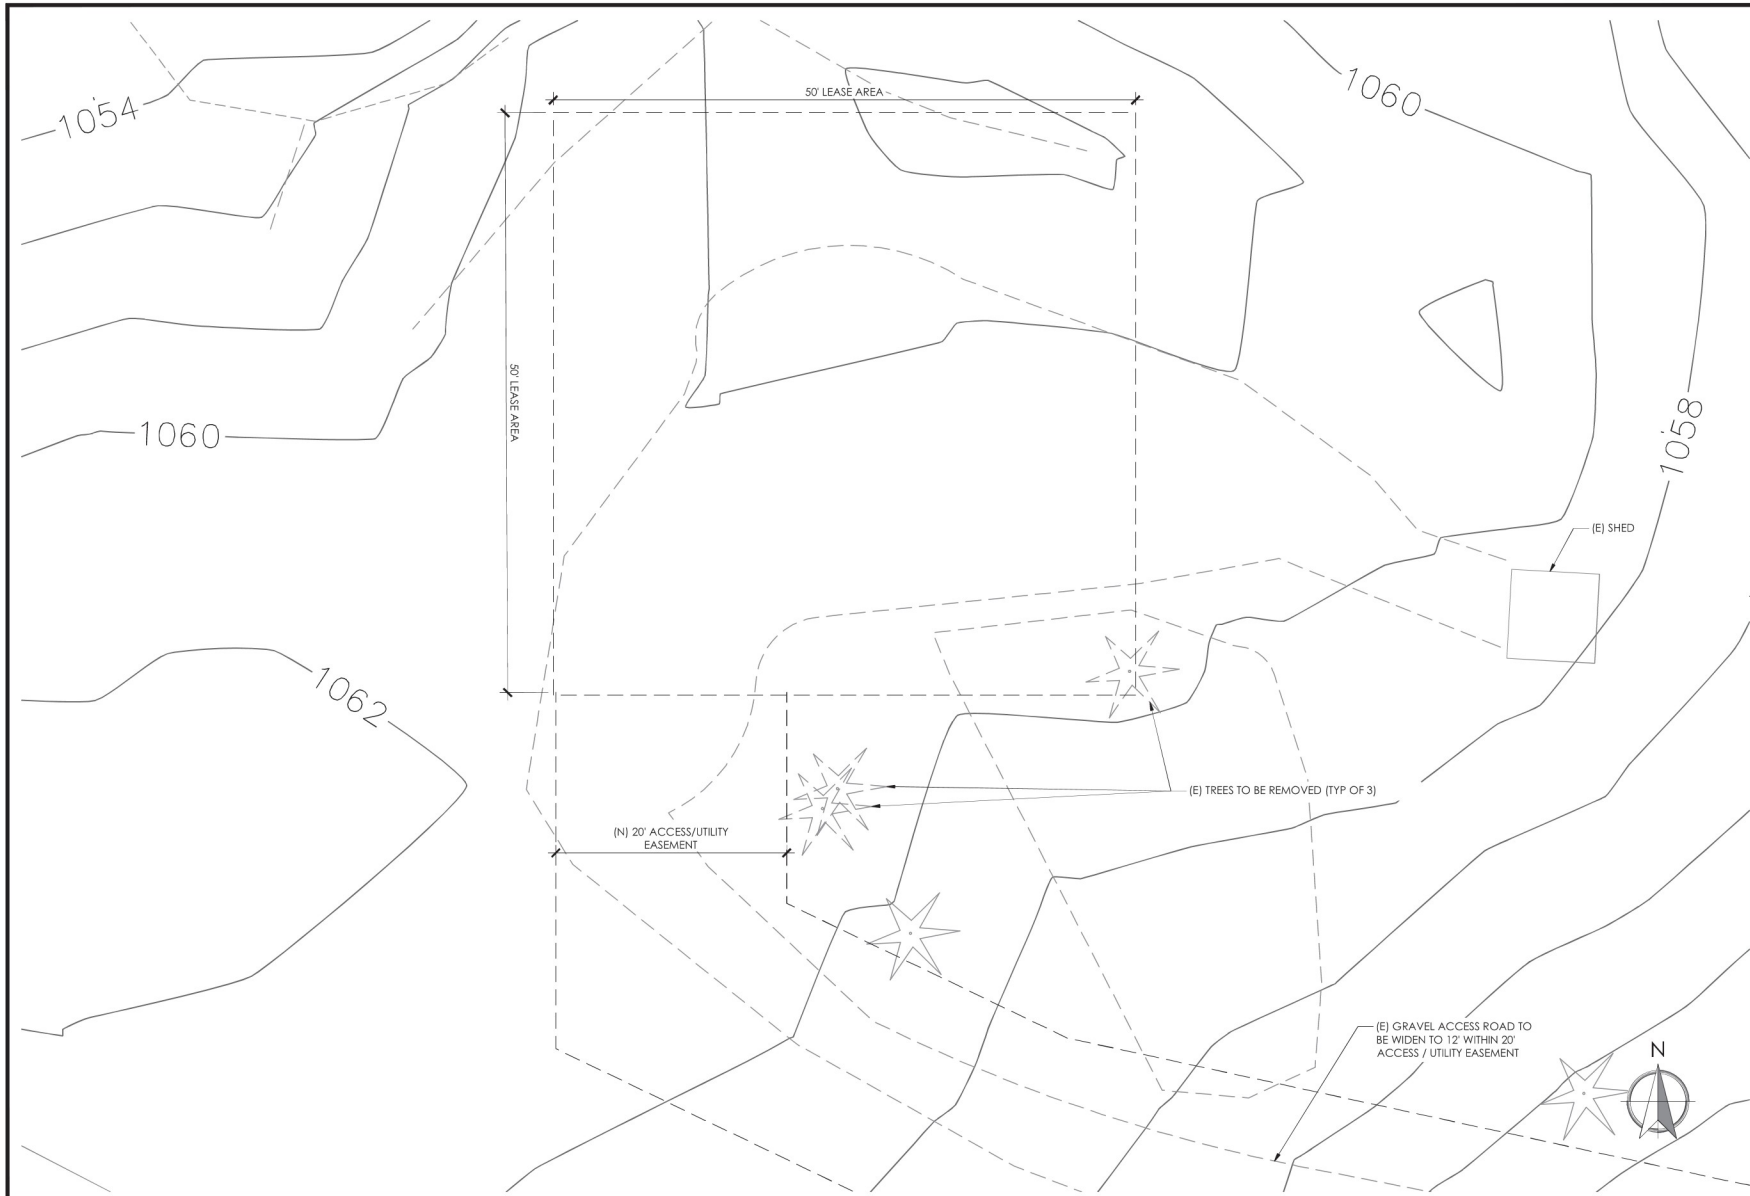 50' LEASE AREA
1060
1054
50' LEASE AREA
1060
1058
(E) SHED
1062
(E) TREES TO BE REMOVED (TYP OF 3)
(N) 20' ACCESS/UTILITY
EASEMENT
(E) GRAVEL ACCESS ROAD TO
BE WIDEN TO 12' WITHIN 20'
ACCESS / UTILITY EASEMENT
N